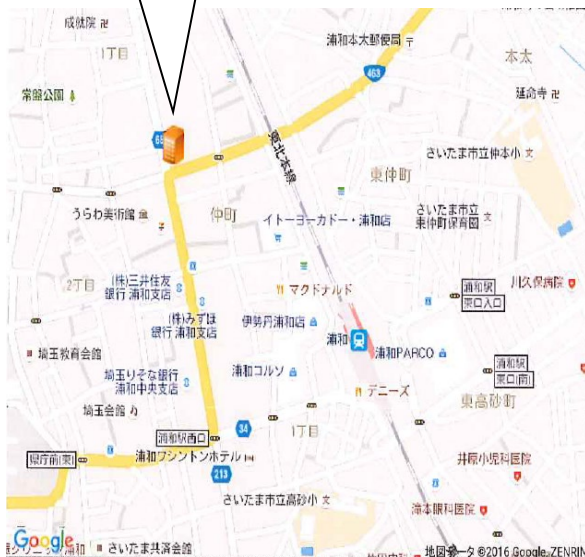 成就院
1丁目
常盤公園
浦和本太郵便局
463
本太
延命寺
さいたま市立仲本小
東北本線
東仲町
うらわ美術館
仲町
イトーヨーカドー・浦和店
さいたま市立
東仲町保育園
2丁目
(株)三井住友
銀行 浦和支店
マクドナルド
浦和駅
東口入口
川久保病院
(株)みずほ
銀行 浦和支店
伊勢丹浦和店
浦和
浦和PARCO
埼玉教育会館
浦和コルソ
浦和駅
東口(南)
埼玉りそな銀行
浦和中央支店
デニーズ
東高砂町
埼玉会館
34
1丁目
浦和駅西口
県庁前(東)
浦和ワシントンホテル
井原小児科医院
213
さいたま市立高砂小
滝本眼科医院
Google
さいたま共済会館
地図データ ©2016 Google, ZENRI